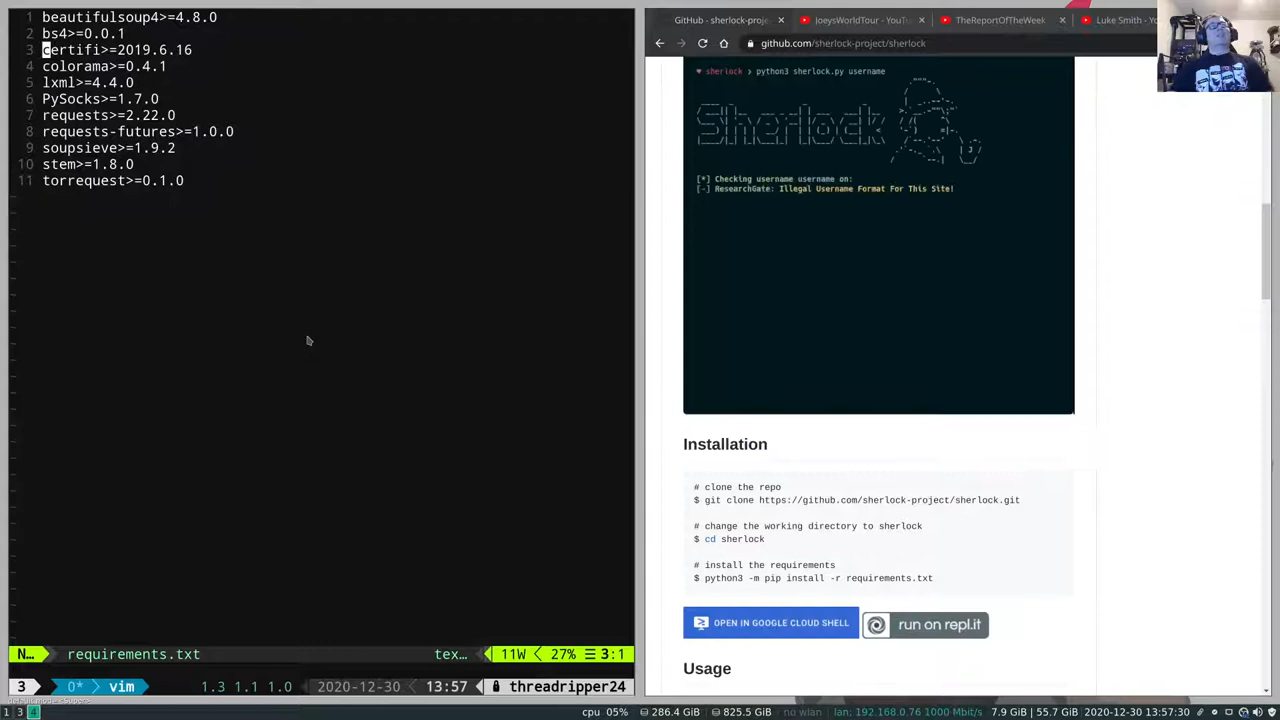 1 beautifulsoup4>=4.8.0
2 bs4>=0.0.1
3 certifi>=2019.6.16
4 colorama>=0.4.1
5 lxml>=4.4.0
6 PySocks>=1.7.0
7 requests>=2.22.0
8 requests-futures>=1.0.0
9 soupsieve>=1.9.2
10 stem>=1.8.0
11 torrequest>=0.1.0
N… requirements.txt tex… 11W 27% ☰ 3:1
3 0* vim 1.3 1.1 1.0 2020-12-30 13:57 threadripper24
GitHub - sherlock-proje
JoeysWorldTour - YouTu
TheReportOfTheWeek
Luke Smith - Yo
github.com/sherlock-project/sherlock
♥ sherlock > python3 sherlock.py username
Sherlock
[*] Checking username username on:
[-] ResearchGate: Illegal Username Format For This Site!
Installation
# clone the repo
$ git clone https://github.com/sherlock-project/sherlock.git
# change the working directory to sherlock
$ cd sherlock
# install the requirements
$ python3 -m pip install -r requirements.txt
OPEN IN GOOGLE CLOUD SHELL
run on repl.it
Usage
1 3 4
cpu 05% 286.4 GiB 825.5 GiB no wlan lan: 192.168.0.76 1000 Mbit/s 7.9 GiB | 55.7 GiB 2020-12-30 13:57:30